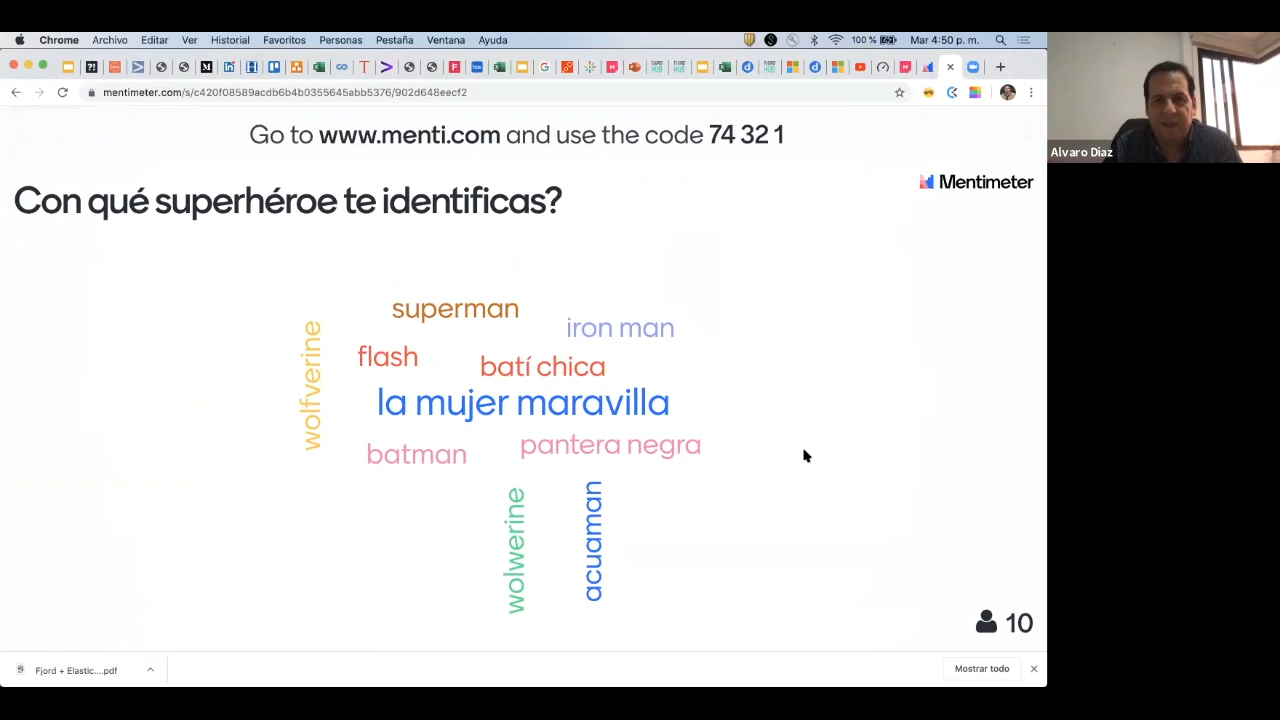 Chrome Archivo Editar Ver Historial Favoritos Personas Pestaña Ventana Ayuda
100 % Mar 4:50 p. m.
mentimeter.com/s/c420f08589acdb6b4b0355645abb5376/902d648eecf2
Go to www.menti.com and use the code 74 32 1
Alvaro Diaz
Mentimeter
Con qué superhéroe te identificas?
superman
iron man
wolfverine
flash
batí chica
la mujer maravilla
batman
pantera negra
wolwerine
acuaman
10
Fjord + Elastic....pdf
Mostrar todo